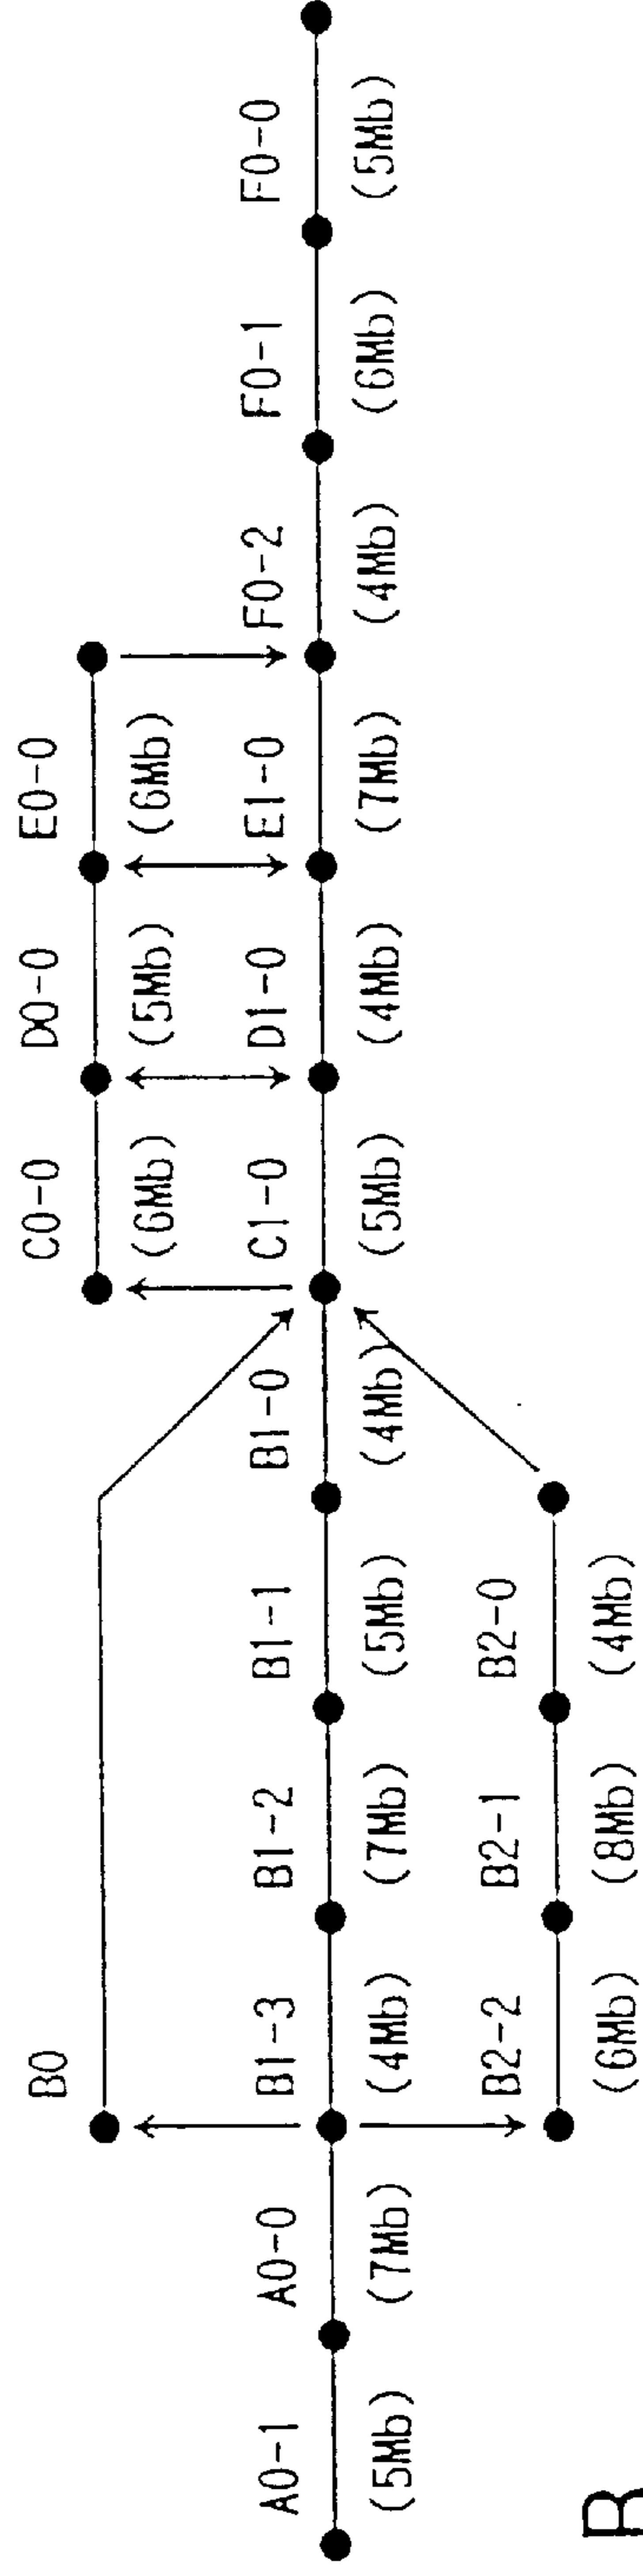 B0
C0-0 D0-0 E0-0
(6Mb) (5Mb) (6Mb)
A0-1 A0-0 B1-3 B1-2 B1-1 B1-0 C1-0 D1-0 E1-0 F0-2 F0-1 F0-0
(5Mb) (7Mb) (4Mb) (7Mb) (5Mb) (4Mb) (5Mb) (4Mb) (7Mb) (4Mb) (6Mb) (5Mb)
B2-2 B2-1 B2-0
(6Mb) (8Mb) (4Mb)
B